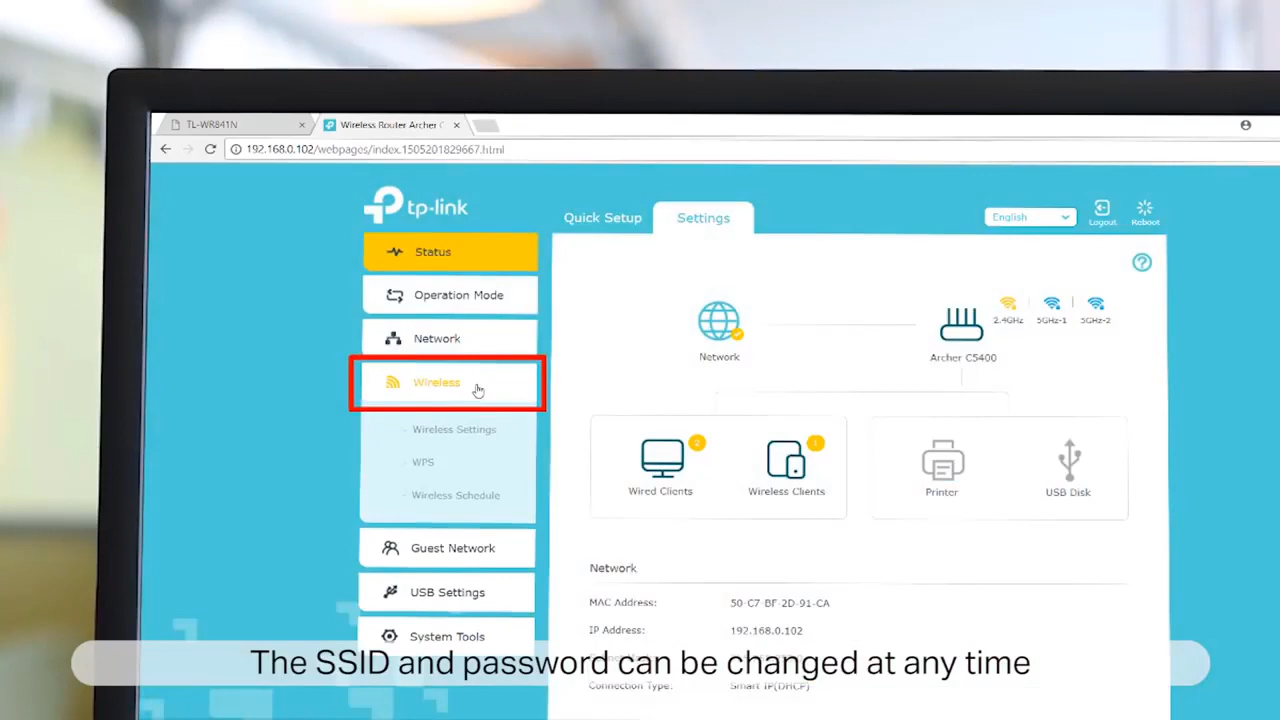 TL-WR841N
Wireless Router Archer C
192.168.0.102/webpages/index.1505201829667.html
tp-link
Quick Setup
Settings
English
Logout
Reboot
Status
Operation Mode
Network
Wireless
Wireless Settings
WPS
Wireless Schedule
Guest Network
USB Settings
System Tools
2.4GHz
5GHz-1
5GHz-2
Network
Archer C5400
2
1
Wired Clients
Wireless Clients
Printer
USB Disk
Network
MAC Address: 50-C7-BF-2D-91-CA
IP Address: 192.168.0.102
The SSID and password can be changed at any time
Connection Type: Smart IP(DHCP)